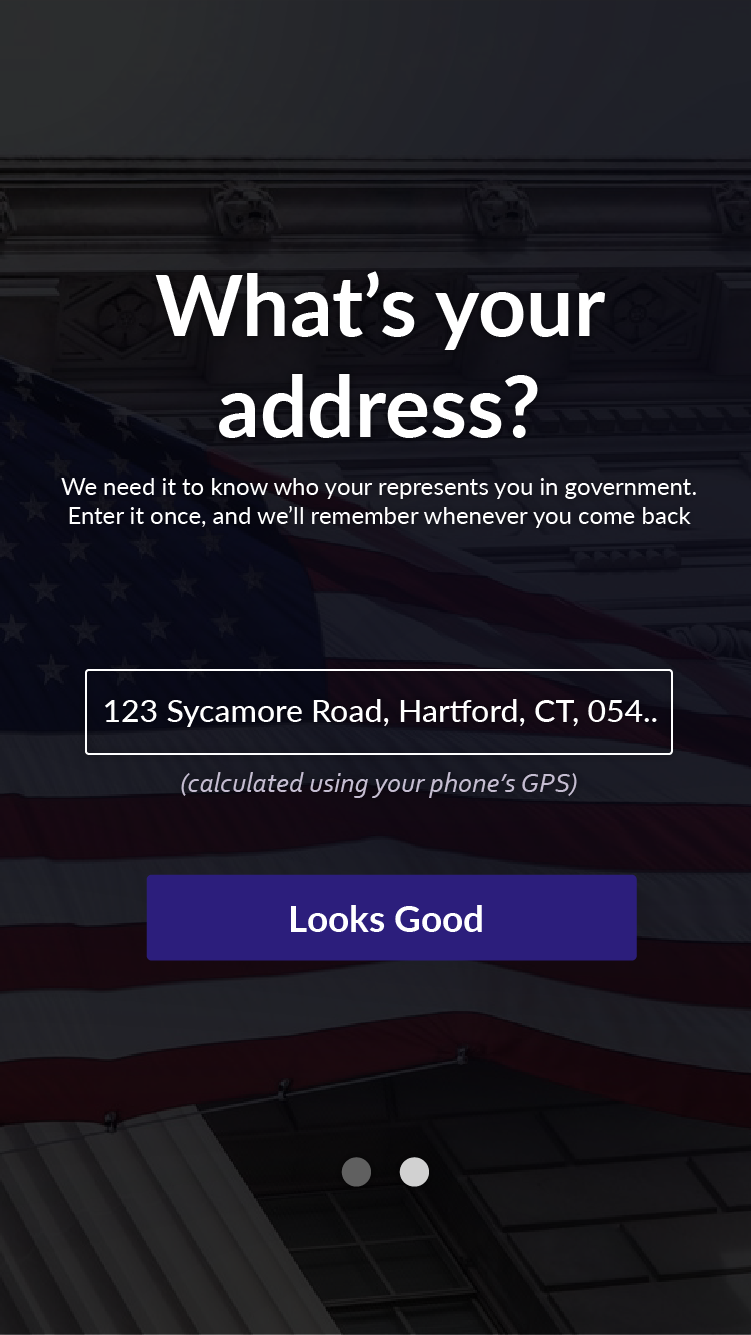 What’s your
address?
We need it to know who your represents you in government.
Enter it once, and we’ll remember whenever you come back
123 Sycamore Road, Hartford, CT, 054..
(calculated using your phone’s GPS)
Looks Good